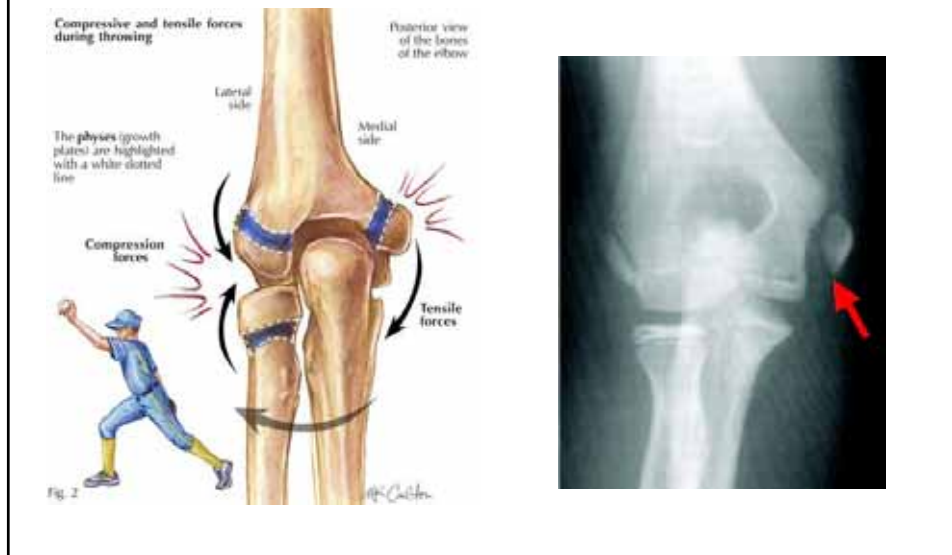 Compressive and tensile forces
during throwing
Posterior view
of the bones
of the elbow
Lateral
side
Medial
side
The physes (growth
plates) are highlighted
with a white dotted
line
Compression
forces
Tensile
forces
Fig. 2